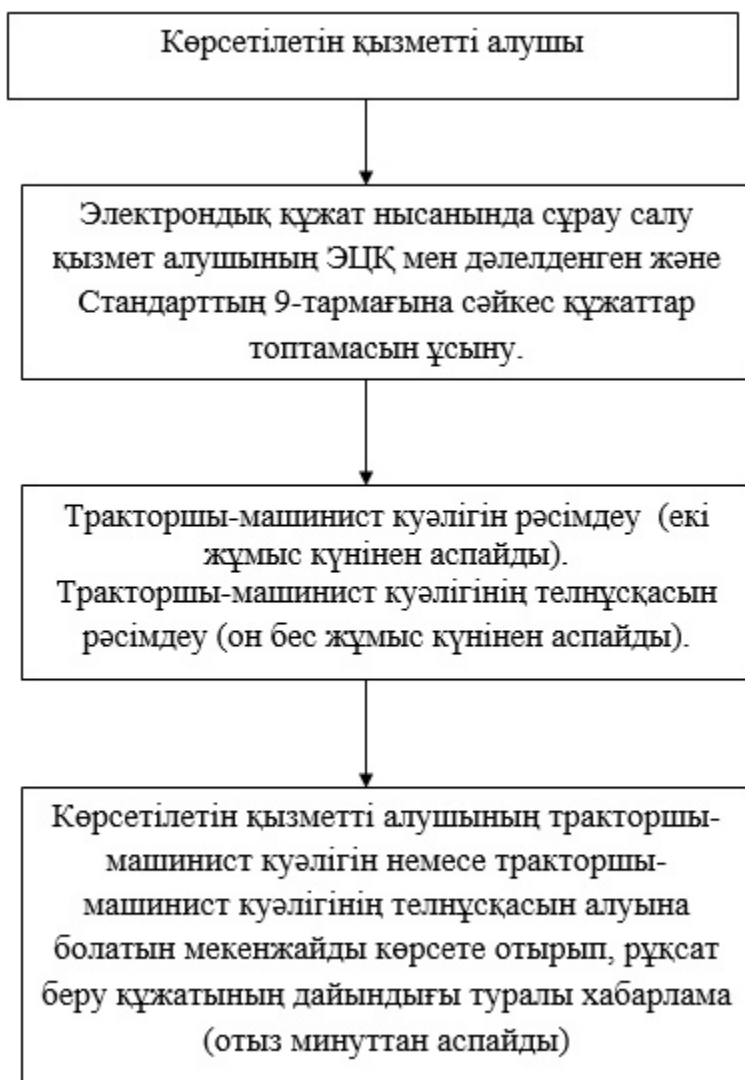 Көрсетілетін қызметті алушы
Электрондық құжат нысанында сұрау салу
қызмет алушының ЭЦҚ мен дәлелденген және
Стандарттың 9-тармағына сәйкес құжаттар
топтамасын ұсыну.
Тракторшы-машинист куәлігін рәсімдеу (екі
жұмыс күнінен аспайды).
Тракторшы-машинист куәлігінің телнұсқасын
рәсімдеу (он бес жұмыс күнінен аспайды).
Көрсетілетін қызметті алушының тракторшы-
машинист куәлігін немесе тракторшы-
машинист куәлігінің телнұсқасын алуына
болатын мекенжайды көрсете отырып, рұқсат
беру құжатының дайындығы туралы хабарлама
(отыз минуттан аспайды)